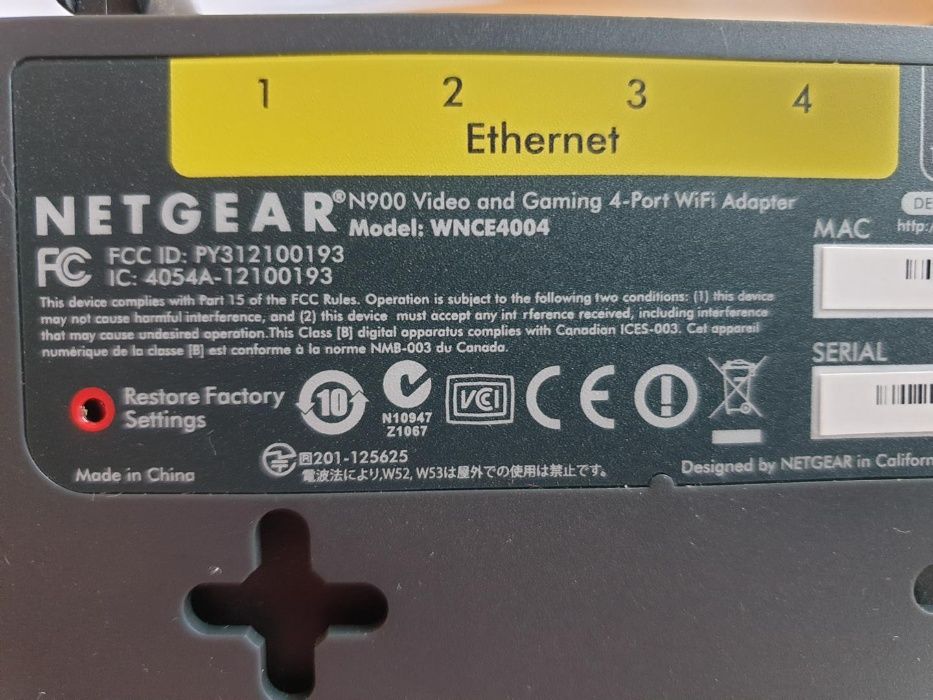 1 2 3 4
Ethernet
NETGEAR® N900 Video and Gaming 4-Port WiFi Adapter
Model: WNCE4004
FCC ID: PY312100193
IC: 4054A-12100193
This device complies with Part 15 of the FCC Rules. Operation is subject to the following two conditions: (1) this device
may not cause harmful interference, and (2) this device must accept any int rference received, including interference
that may cause undesired operation.This Class [B] digital apparatus complies with Canadian ICES-003. Cet appareil
numérique de la classe [B] est conforme à la norme NMB-003 du Canada.
DE
http:/
MAC
SERIAL
Restore Factory
Settings
10
N10947
Z1067
VCI
CE
201-125625
電波法により,W52, W53は屋外での使用は禁止です。
Made in China
Designed by NETGEAR in Californ